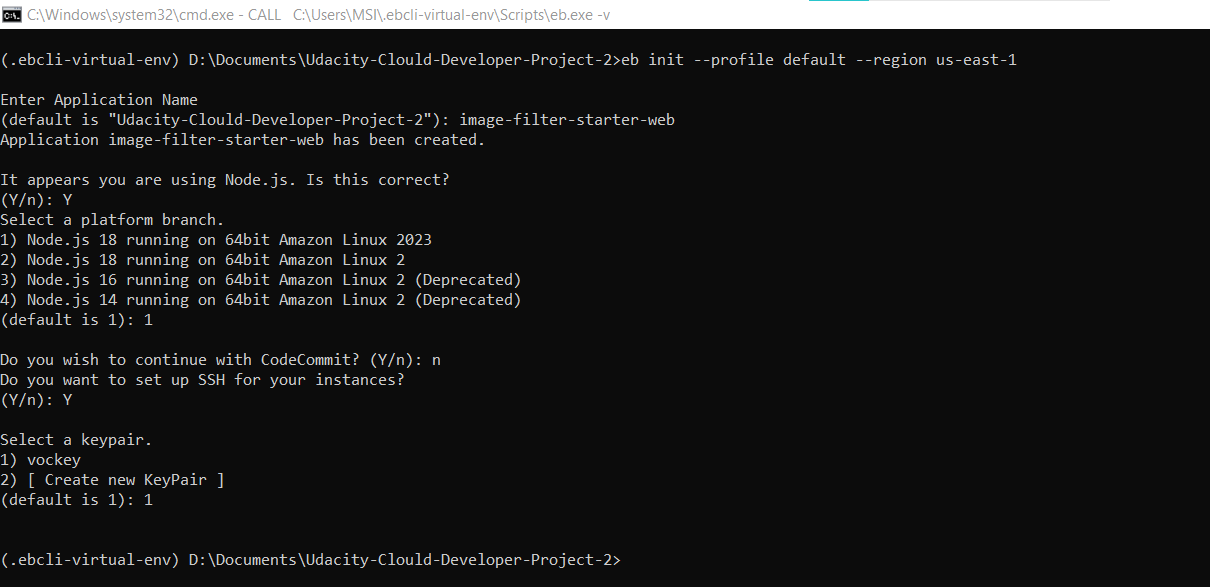 C:\Windows\system32\cmd.exe - CALL  C:\Users\MSI\.ebcli-virtual-env\Scripts\eb.exe -v
(.ebcli-virtual-env) D:\Documents\Udacity-Clould-Developer-Project-2>eb init --profile default --region us-east-1
Enter Application Name
(default is "Udacity-Clould-Developer-Project-2"): image-filter-starter-web
Application image-filter-starter-web has been created.
It appears you are using Node.js. Is this correct?
(Y/n): Y
Select a platform branch.
1) Node.js 18 running on 64bit Amazon Linux 2023
2) Node.js 18 running on 64bit Amazon Linux 2
3) Node.js 16 running on 64bit Amazon Linux 2 (Deprecated)
4) Node.js 14 running on 64bit Amazon Linux 2 (Deprecated)
(default is 1): 1
Do you wish to continue with CodeCommit? (Y/n): n
Do you want to set up SSH for your instances?
(Y/n): Y
Select a keypair.
1) vockey
2) [ Create new KeyPair ]
(default is 1): 1
(.ebcli-virtual-env) D:\Documents\Udacity-Clould-Developer-Project-2>